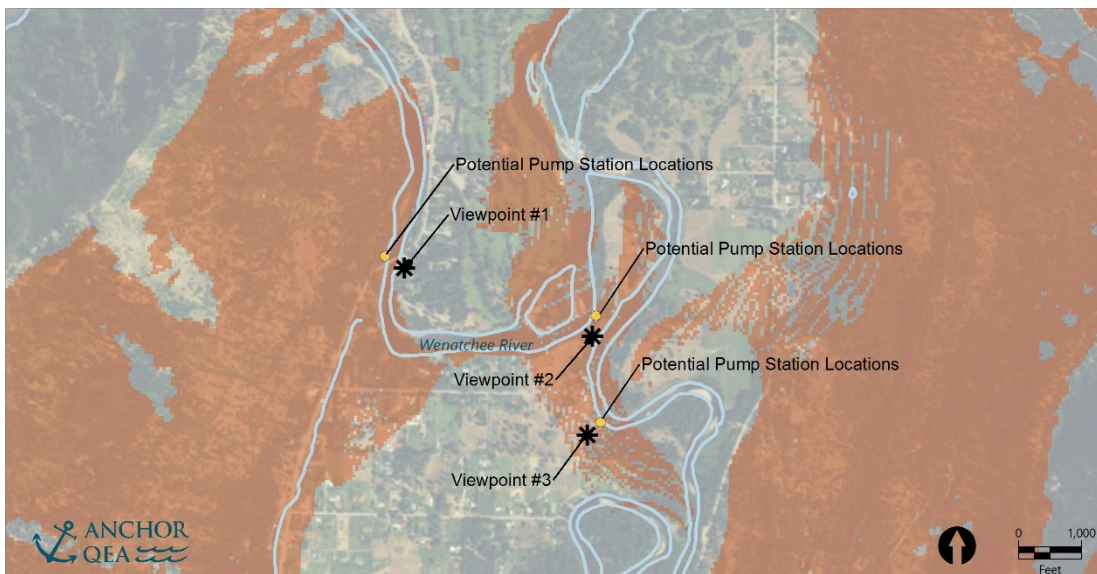 Potential Pump Station Locations
Viewpoint #1
Potential Pump Station Locations
Wenatchee River
Viewpoint #2
Potential Pump Station Locations
Viewpoint #3
ANCHOR
QEA
0 1,000
Feet